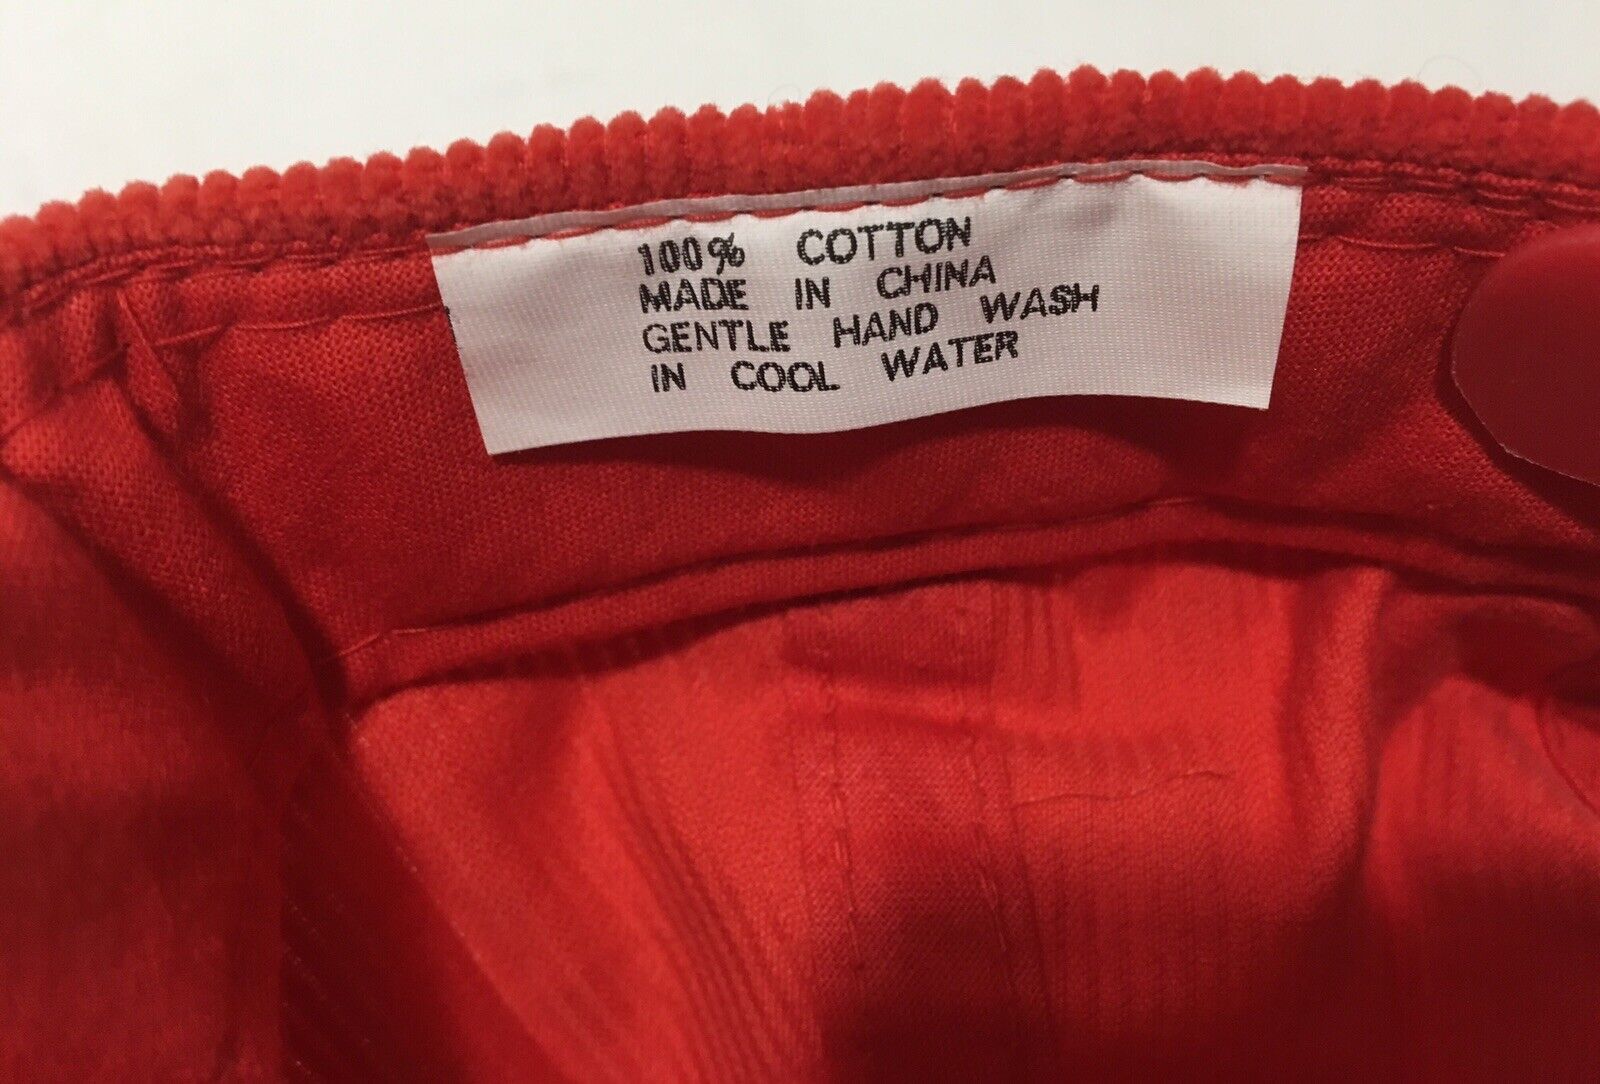 100% COTTON
MADE IN CHINA
GENTLE HAND WASH
IN COOL WATER